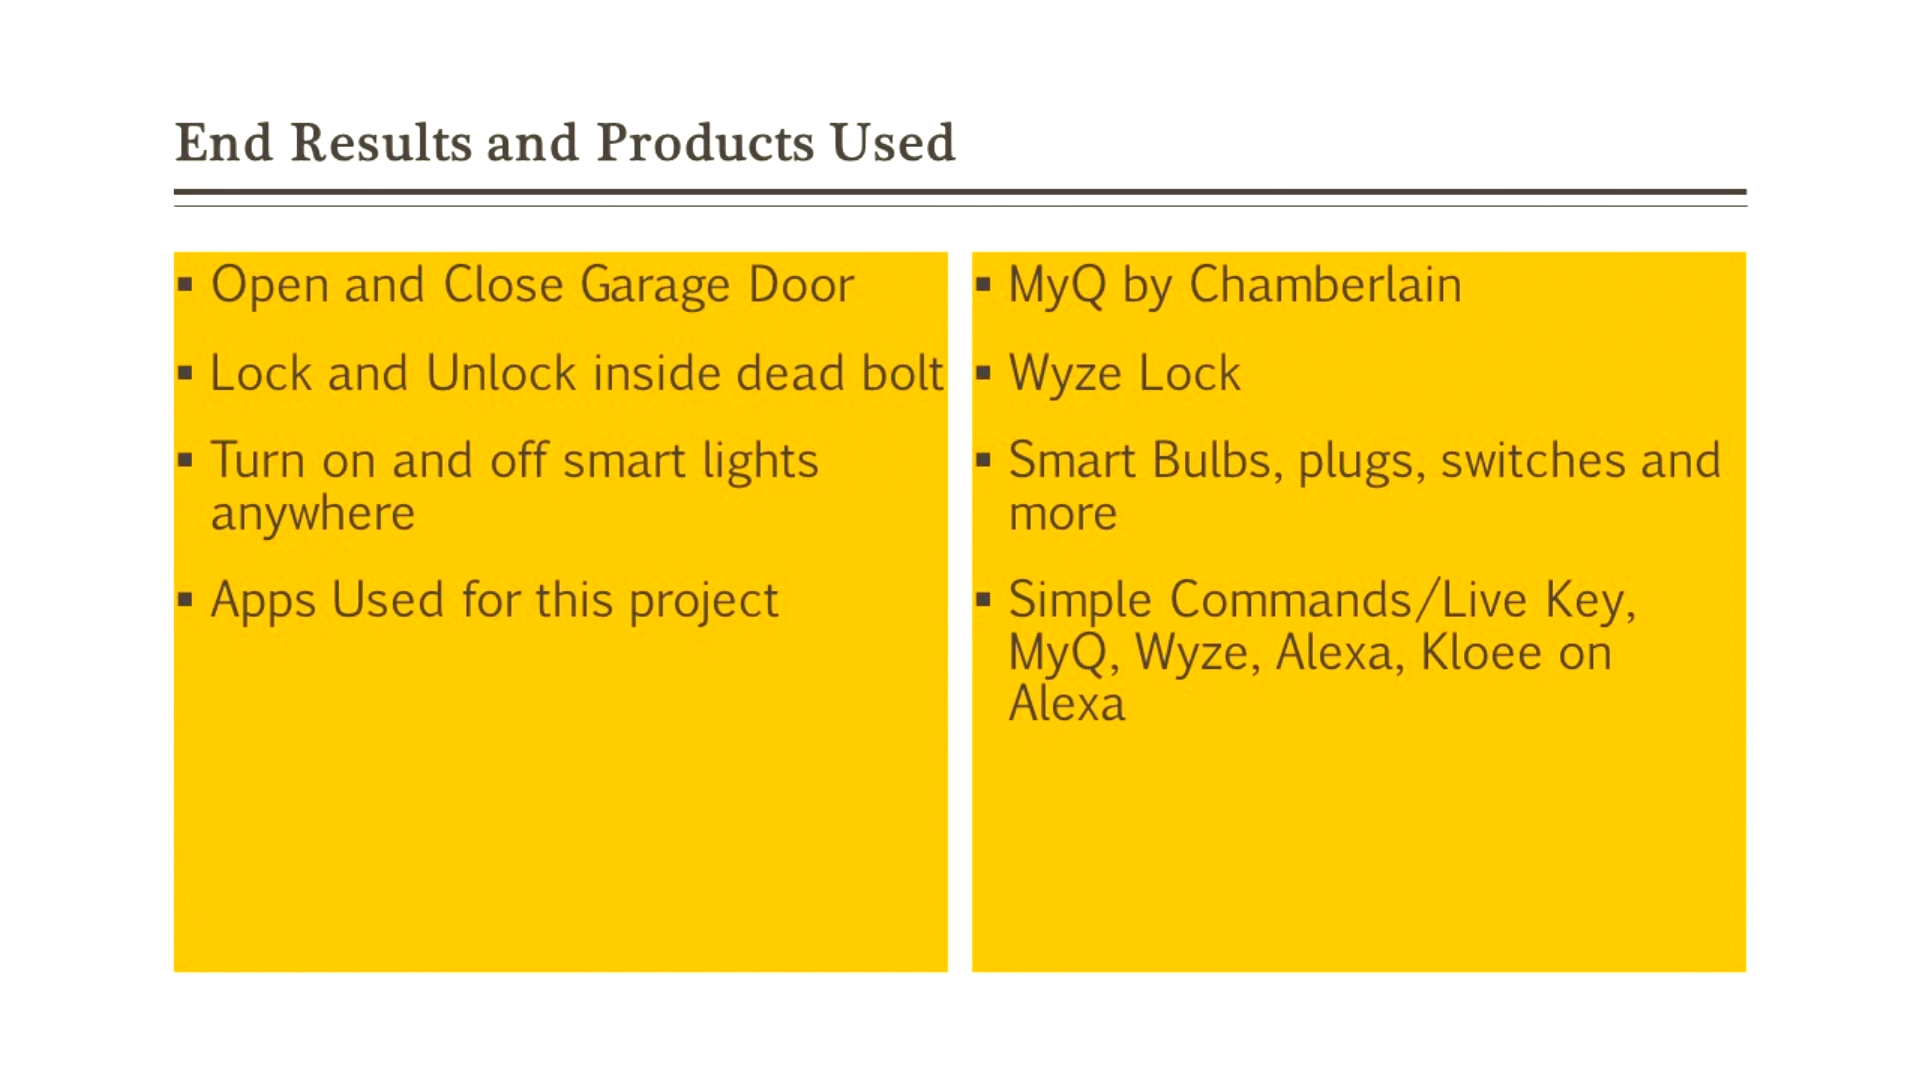 End Results and Products Used
▪ Open and Close Garage Door
▪ Lock and Unlock inside dead bolt
▪ Turn on and off smart lights
anywhere
▪ Apps Used for this project
▪ MyQ by Chamberlain
▪ Wyze Lock
▪ Smart Bulbs, plugs, switches and
more
▪ Simple Commands/Live Key,
MyQ, Wyze, Alexa, Kloee on
Alexa